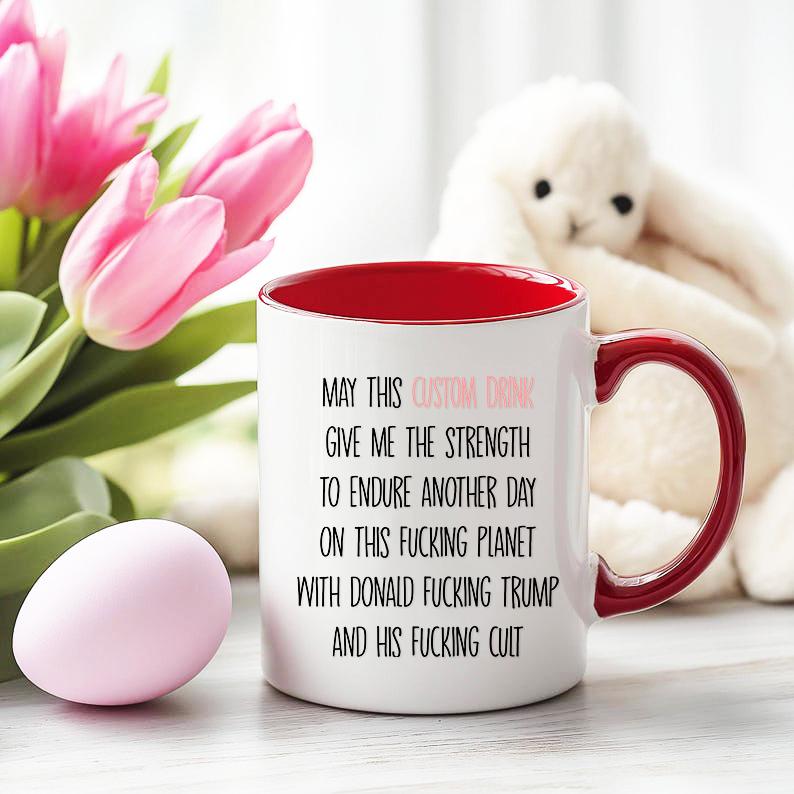 MAY THIS CUSTOM DRINK
GIVE ME THE STRENGTH
TO ENDURE ANOTHER DAY
ON THIS FUCKING PLANET
WITH DONALD FUCKING TRUMP
AND HIS FUCKING CULT